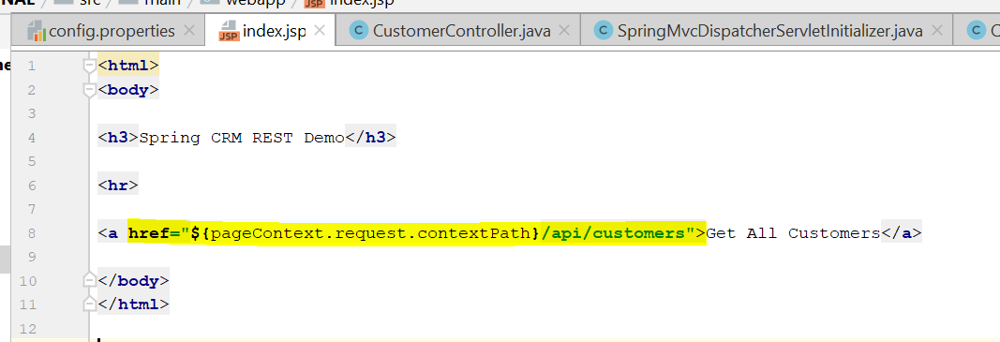 src / main / webapp / index.jsp
config.properties × index.jsp × CustomerController.java × SpringMvcDispatcherServletInitializer.java ×
1 <html>
2 <body>
3
4 <h3>Spring CRM REST Demo</h3>
5
6 <hr>
7
8 <a href="${pageContext.request.contextPath}/api/customers">Get All Customers</a>
9
10 </body>
11 </html>
12